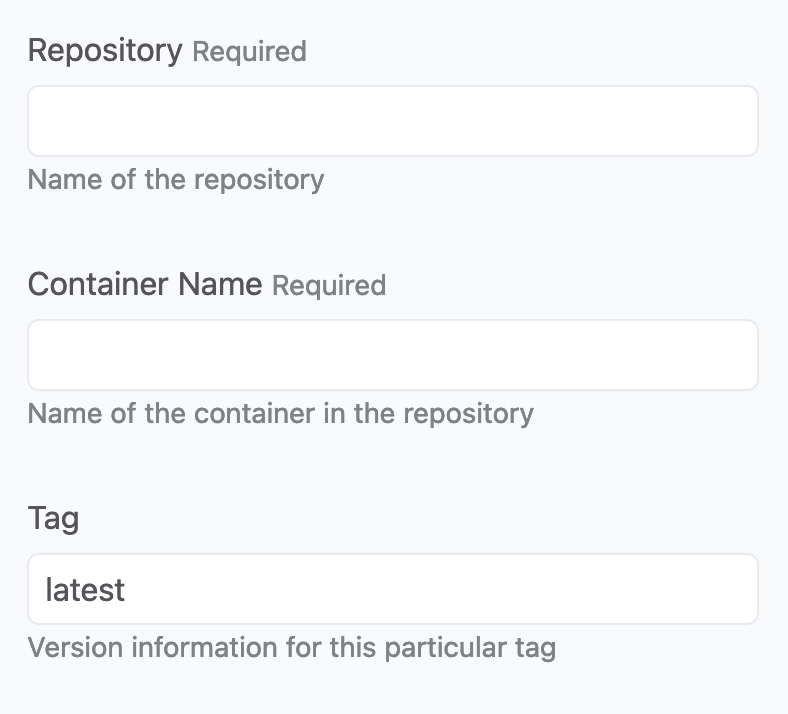 Repository Required
Name of the repository
Container Name Required
Name of the container in the repository
Tag
latest
Version information for this particular tag